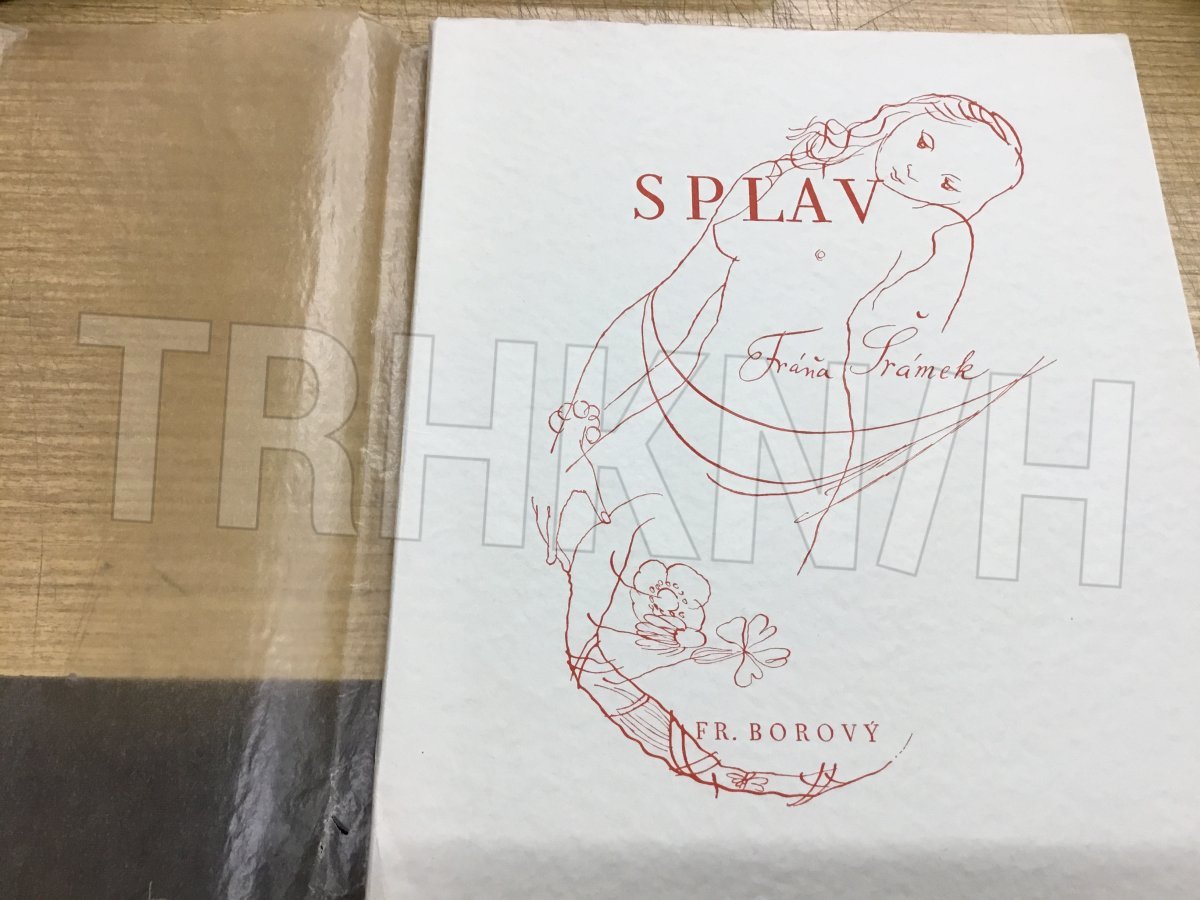 SPLAV
Fráňa Šrámek
TRHKNIH
FR. BOROVÝ